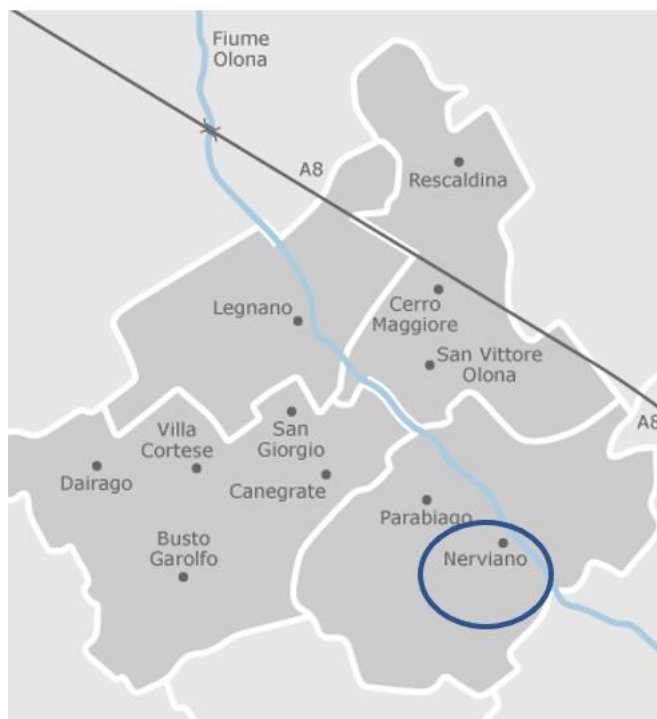 Fiume
Olona
A8
Rescaldina
Legnano
Cerro
Maggiore
San Vittore
Olona
A8
Villa
Cortese
San
Giorgio
Dairago
Canegrate
Parabiago
Busto
Garolfo
Nerviano